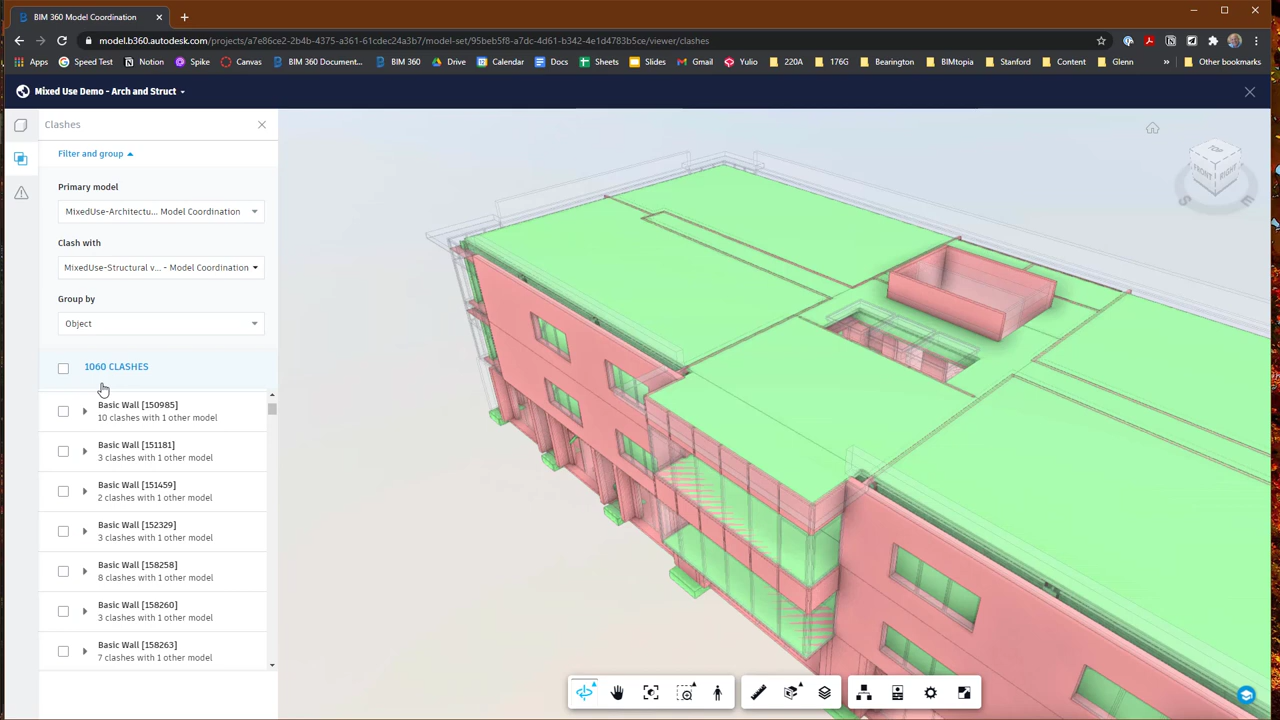 BIM 360 Model Coordination
model.b360.autodesk.com/projects/a7e86ce2-2b4b-4375-a361-61cdec24a3b7/model-set/95beb5f8-a7dc-4d61-b342-4e1d4783b5ce/viewer/clashes
Apps Speed Test Notion Spike Canva BIM 360 Document... BIM 360 Drive Calendar Docs Sheets Slides Gmail Yulio 220A 176G Bearington BIMtopia Stanford Content Glenn » Other bookmarks
Mixed Use Demo - Arch and Struct
Clashes
Filter and group
Primary model
MixedUse-Architectu... Model Coordination
Clash with
MixedUse-Structural v... - Model Coordination
Group by
Object
1060 CLASHES
Basic Wall [150985]
10 clashes with 1 other model
Basic Wall [151181]
3 clashes with 1 other model
Basic Wall [151459]
2 clashes with 1 other model
Basic Wall [152329]
3 clashes with 1 other model
Basic Wall [158258]
8 clashes with 1 other model
Basic Wall [158260]
3 clashes with 1 other model
Basic Wall [158263]
7 clashes with 1 other model
TOP
FRONT
RIGHT
S
E